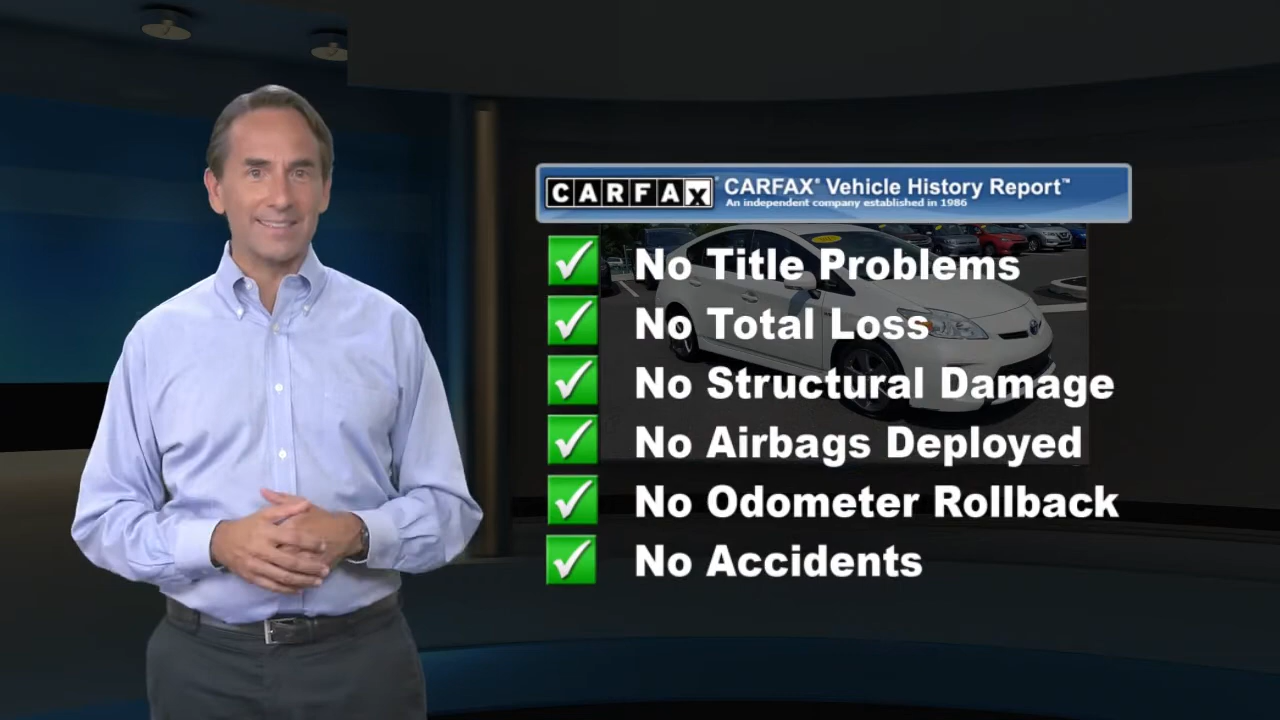 CARFAX® CARFAX® Vehicle History Report™
An independent company established in 1986
No Title Problems
No Total Loss
No Structural Damage
No Airbags Deployed
No Odometer Rollback
No Accidents